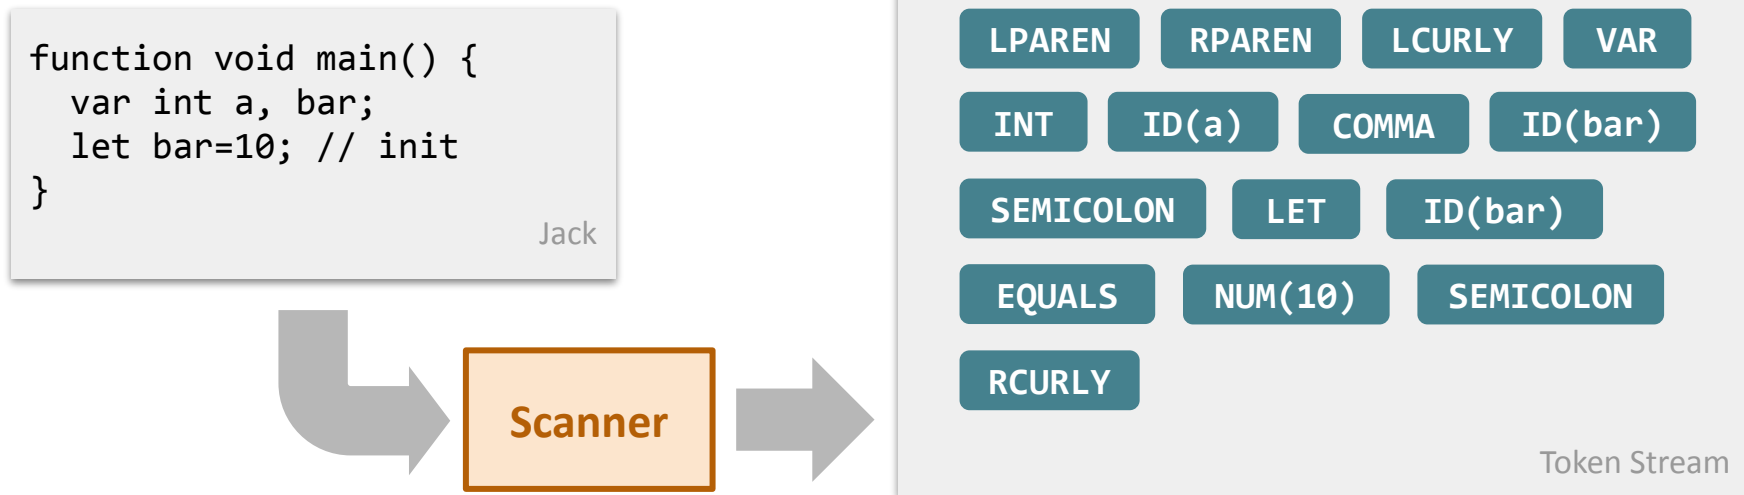 function void main() {
  var int a, bar;
  let bar=10; // init
}
Jack
Scanner
LPAREN RPAREN LCURLY VAR
INT ID(a) COMMA ID(bar)
SEMICOLON LET ID(bar)
EQUALS NUM(10) SEMICOLON
RCURLY
Token Stream